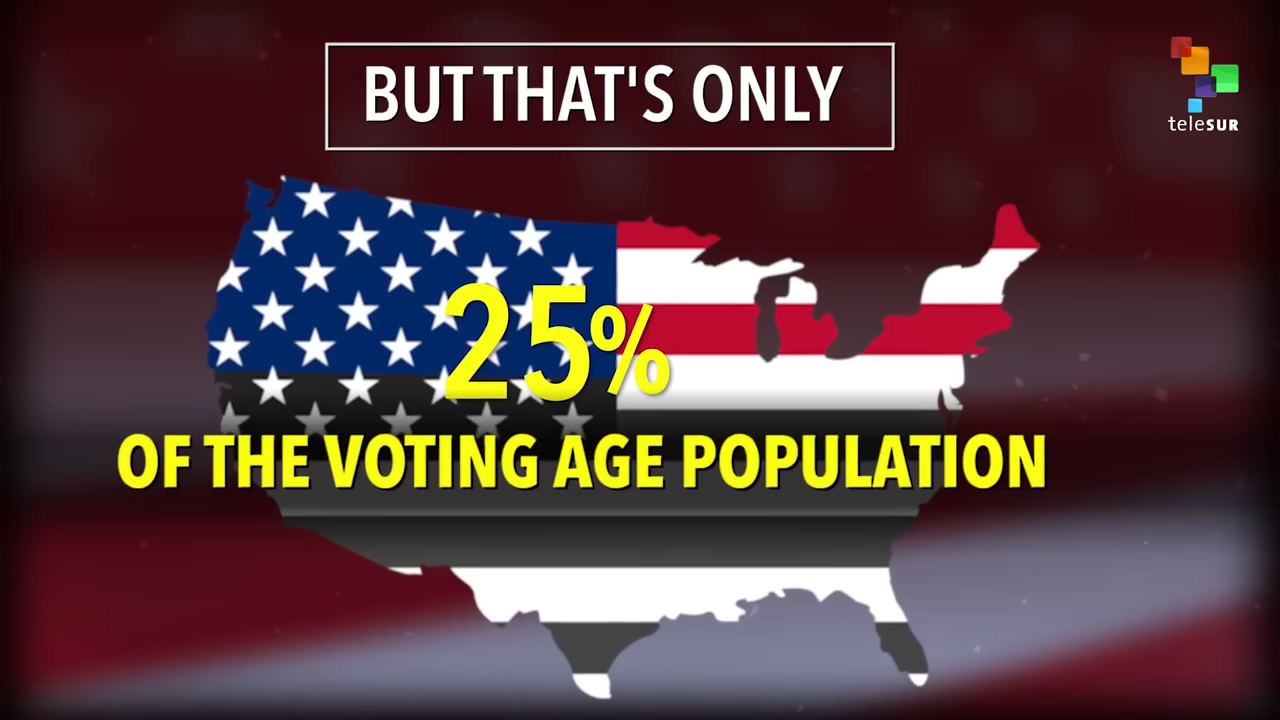 BUT THAT'S ONLY
teleSUR
25%
OF THE VOTING AGE POPULATION